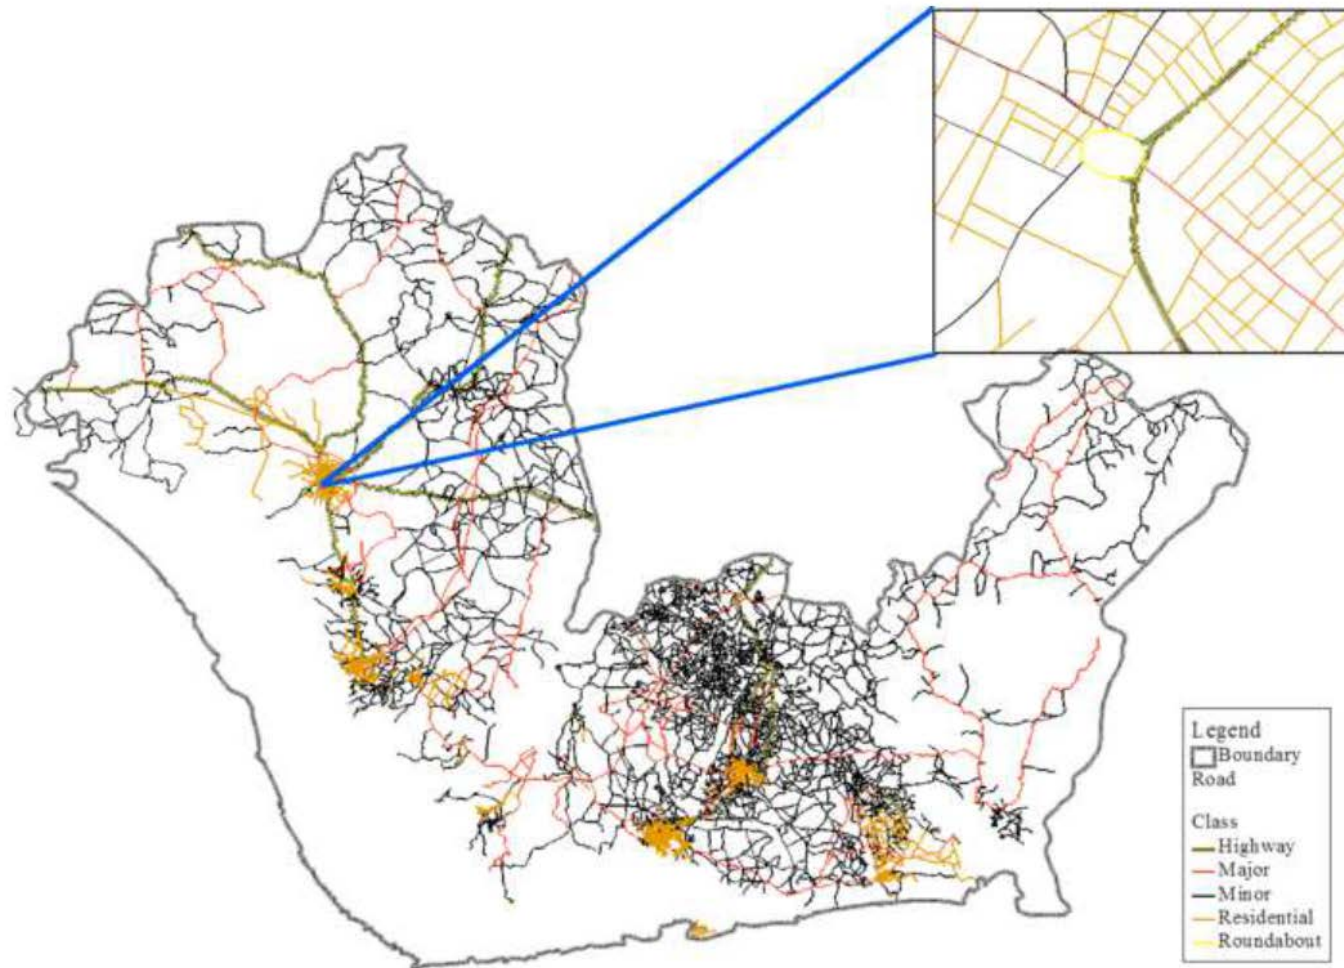 Legend
Boundary
Road
Class
Highway
Major
Minor
Residential
Roundabout